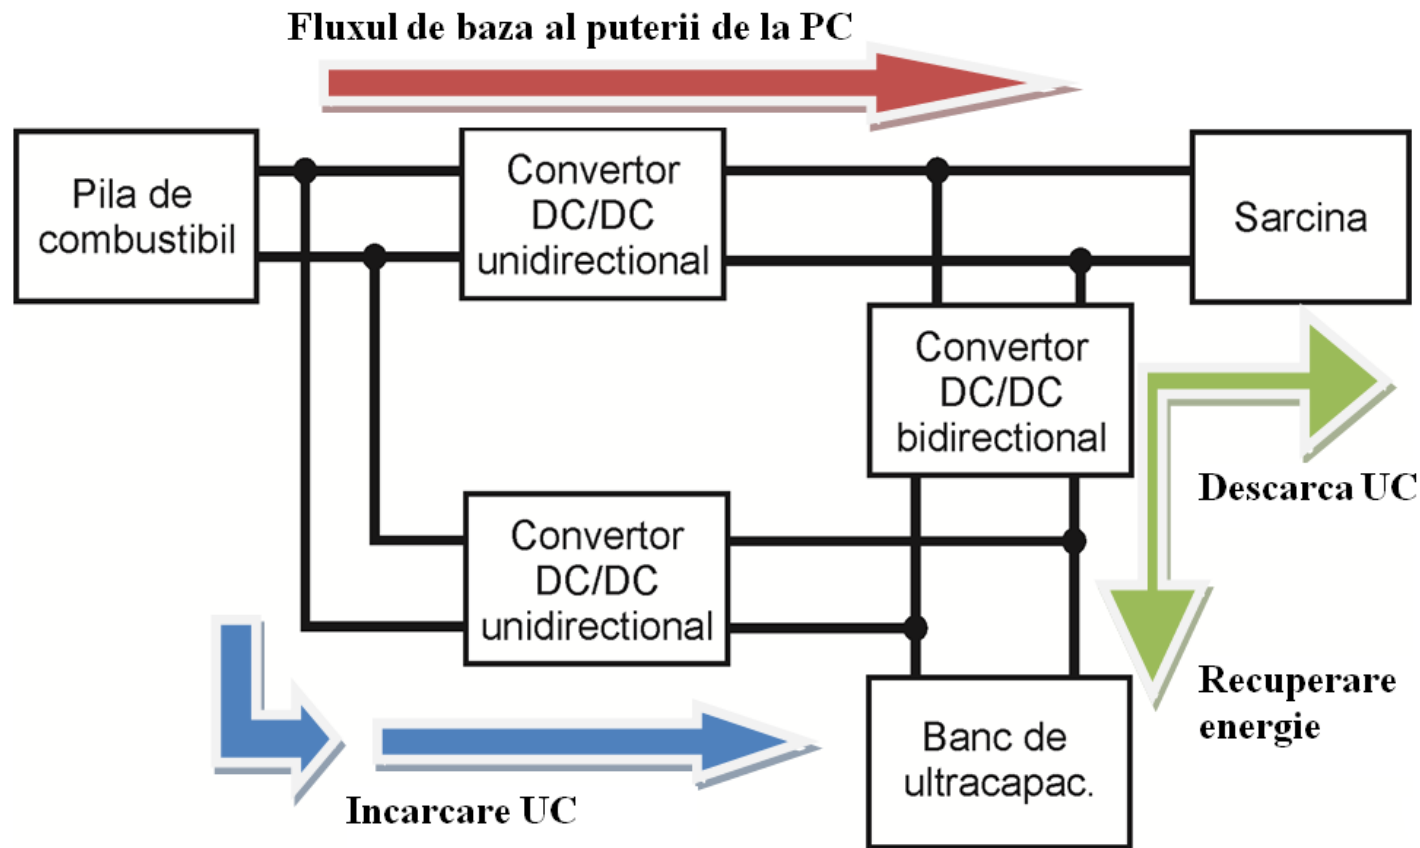 Fluxul de baza al puterii de la PC
Pila de
combustibil
Convertor
DC/DC
unidirectional
Sarcina
Convertor
DC/DC
bidirectional
Descarca UC
Convertor
DC/DC
unidirectional
Recuperare
energie
Banc de
ultracapac.
Incarcare UC